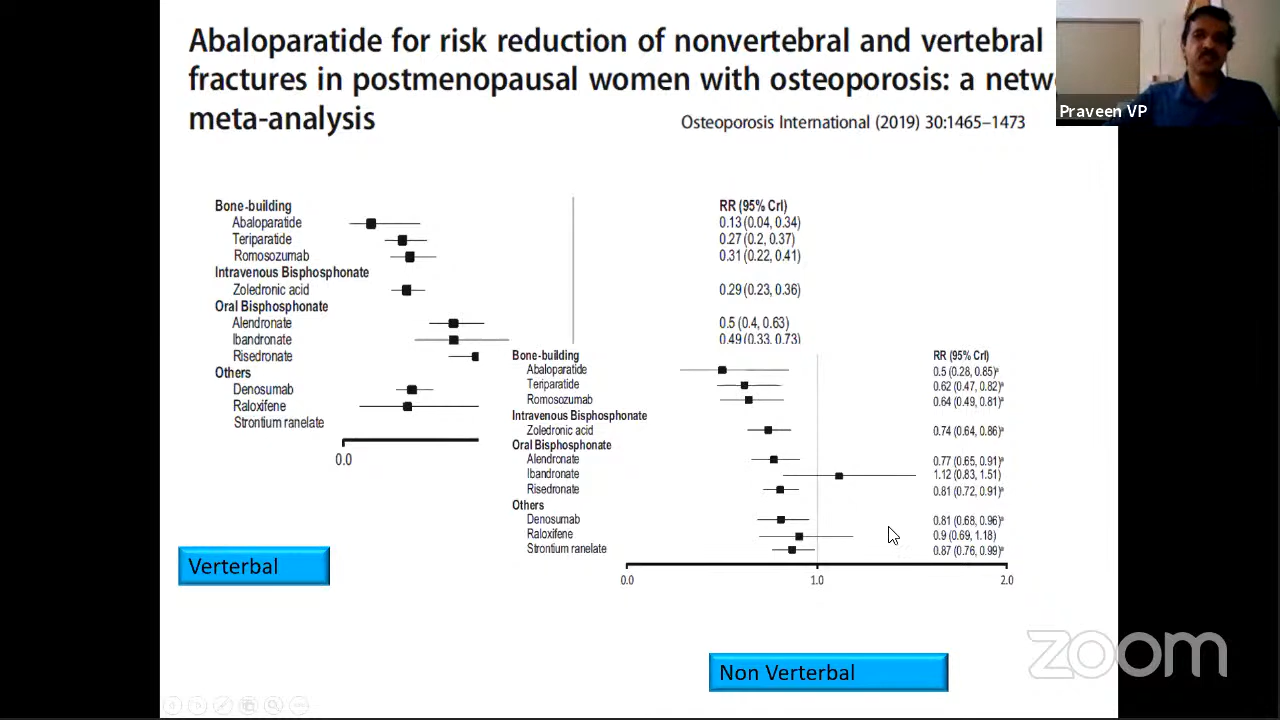 Abaloparatide for risk reduction of nonvertebral and vertebral
fractures in postmenopausal women with osteoporosis: a
meta-analysis
Osteoporosis International (2019) 30:1465–1473
Praveen VP
Bone-building RR (95% CrI)
Abaloparatide 0.13 (0.04, 0.34)
Teriparatide 0.27 (0.2, 0.37)
Romosozumab 0.31 (0.22, 0.41)
Intravenous Bisphosphonate
Zoledronic acid 0.29 (0.23, 0.36)
Oral Bisphosphonate
Alendronate 0.5 (0.4, 0.63)
Ibandronate 0.49 (0.33, 0.73)
Risedronate
Others
Denosumab
Raloxifene
Strontium ranelate
0.0
Verterbal
Bone-building RR (95% CrI)
Abaloparatide 0.5 (0.28, 0.85)ª
Teriparatide 0.62 (0.47, 0.82)ª
Romosozumab 0.64 (0.49, 0.81)ª
Intravenous Bisphosphonate
Zoledronic acid 0.74 (0.64, 0.86)ª
Oral Bisphosphonate
Alendronate 0.77 (0.65, 0.91)ª
Ibandronate 1.12 (0.83, 1.51)
Risedronate 0.81 (0.72, 0.91)ª
Others
Denosumab 0.81 (0.68, 0.96)ª
Raloxifene 0.9 (0.69, 1.18)
Strontium ranelate 0.87 (0.76, 0.99)ª
0.0 1.0 2.0
Non Verterbal
zoom